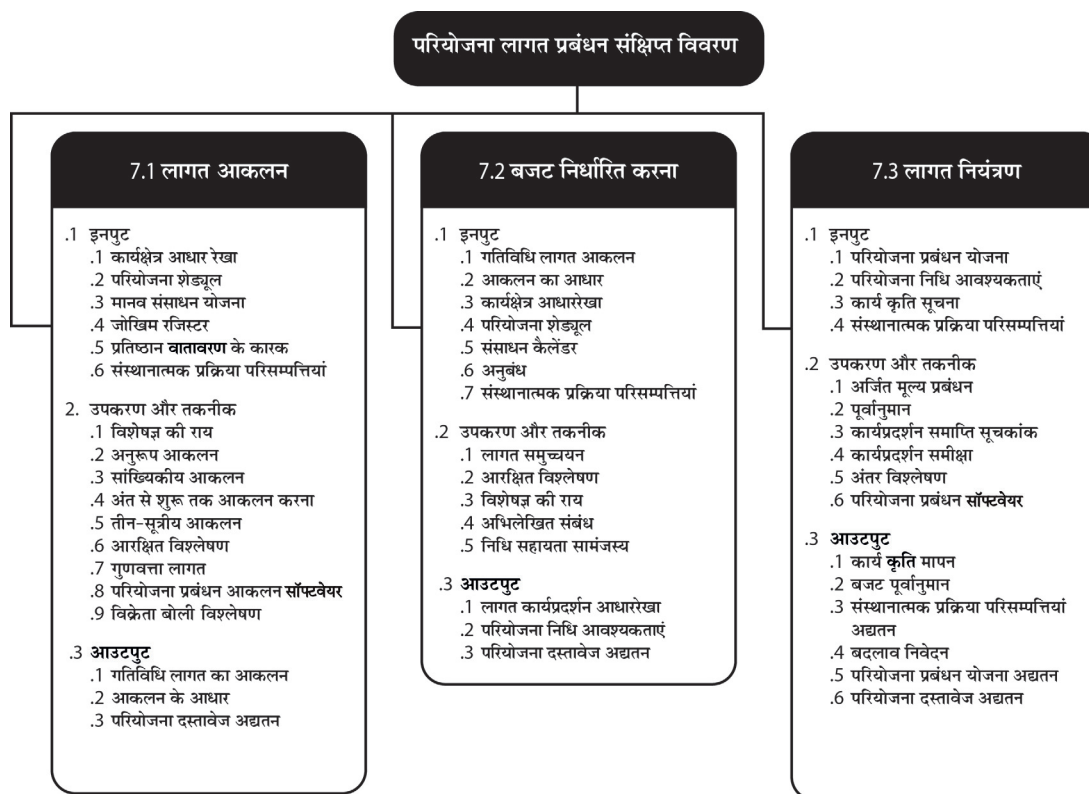 परियोजना लागत प्रबंधन संक्षिप्त विवरण
7.1 लागत आकलन
.1 इनपुट
.1 कार्यक्षेत्र आधार रेखा
.2 परियोजना शेड्यूल
.3 मानव संसाधन योजना
.4 जोखिम रजिस्टर
.5 प्रतिष्ठान वातावरण के कारक
.6 संस्थानात्मक प्रक्रिया परिसम्पत्तियां
2. उपकरण और तकनीक
.1 विशेषज्ञ की राय
.2 अनुरूप आकलन
.3 सांख्यिकीय आकलन
.4 अंत से शुरू तक आकलन करना
.5 तीन-सूत्रीय आकलन
.6 आरक्षित विश्लेषण
.7 गुणवत्ता लागत
.8 परियोजना प्रबंधन आकलन सॉफ्टवेयर
.9 विक्रेता बोली विश्लेषण
.3 आउटपुट
.1 गतिविधि लागत का आकलन
.2 आकलन के आधार
.3 परियोजना दस्तावेज अद्यतन
7.2 बजट निर्धारित करना
.1 इनपुट
.1 गतिविधि लागत आकलन
.2 आकलन का आधार
.3 कार्यक्षेत्र आधाररेखा
.4 परियोजना शेड्यूल
.5 संसाधन कैलेंडर
.6 अनुबंध
.7 संस्थानात्मक प्रक्रिया परिसम्पत्तियां
.2 उपकरण और तकनीक
.1 लागत समुच्चयन
.2 आरक्षित विश्लेषण
.3 विशेषज्ञ की राय
.4 अभिलेखित संबंध
.5 निधि सहायता सामंजस्य
.3 आउटपुट
.1 लागत कार्यप्रदर्शन आधाररेखा
.2 परियोजना निधि आवश्यकताएं
.3 परियोजना दस्तावेज अद्यतन
7.3 लागत नियंत्रण
.1 इनपुट
.1 परियोजना प्रबंधन योजना
.2 परियोजना निधि आवश्यकताएं
.3 कार्य कृति सूचना
.4 संस्थानात्मक प्रक्रिया परिसम्पत्तियां
.2 उपकरण और तकनीक
.1 अर्जित मूल्य प्रबंधन
.2 पूर्वानुमान
.3 कार्यप्रदर्शन समाप्ति सूचकांक
.4 कार्यप्रदर्शन समीक्षा
.5 अंतर विश्लेषण
.6 परियोजना प्रबंधन सॉफ्टवेयर
.3 आउटपुट
.1 कार्य कृति मापन
.2 बजट पूर्वानुमान
.3 संस्थानात्मक प्रक्रिया परिसम्पत्तियां
अद्यतन
.4 बदलाव निवेदन
.5 परियोजना प्रबंधन योजना अद्यतन
.6 परियोजना दस्तावेज अद्यतन